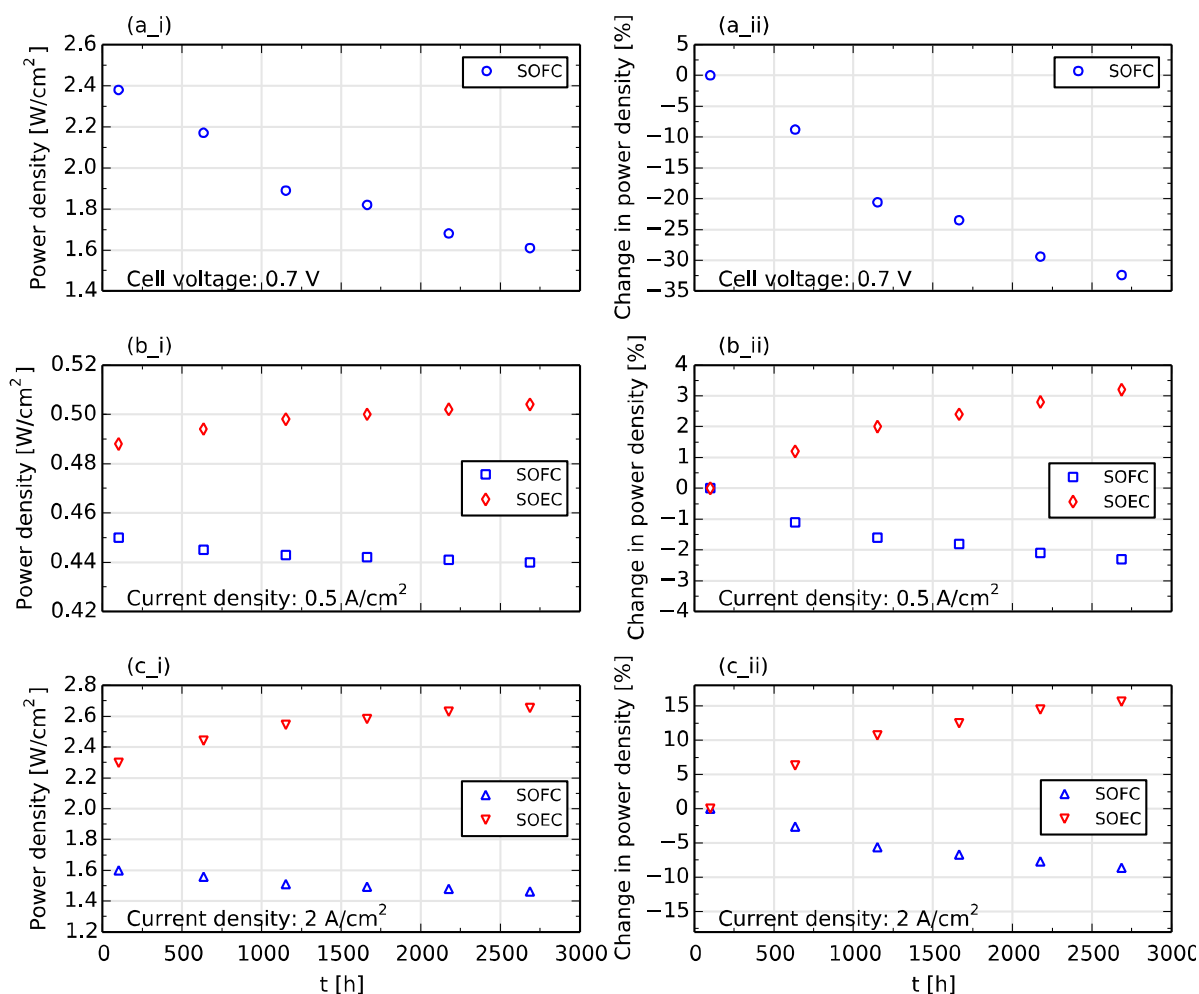 (a_i)
Power density [W/cm²]
2.6
2.4
2.2
2.0
1.8
1.6
1.4
SOFC
Cell voltage: 0.7 V
(a_ii)
Change in power density [%]
5
0
−5
−10
−15
−20
−25
−30
−35
SOFC
Cell voltage: 0.7 V
(b_i)
Power density [W/cm²]
0.52
0.50
0.48
0.46
0.44
0.42
SOFC
SOEC
Current density: 0.5 A/cm²
(b_ii)
Change in power density [%]
4
3
2
1
0
−1
−2
−3
−4
SOFC
SOEC
Current density: 0.5 A/cm²
(c_i)
Power density [W/cm²]
2.8
2.6
2.4
2.2
2.0
1.8
1.6
1.4
1.2
SOFC
SOEC
Current density: 2 A/cm²
0 500 1000 1500 2000 2500 3000
t [h]
(c_ii)
Change in power density [%]
15
10
5
0
−5
−10
−15
SOFC
SOEC
Current density: 2 A/cm²
0 500 1000 1500 2000 2500 3000
t [h]